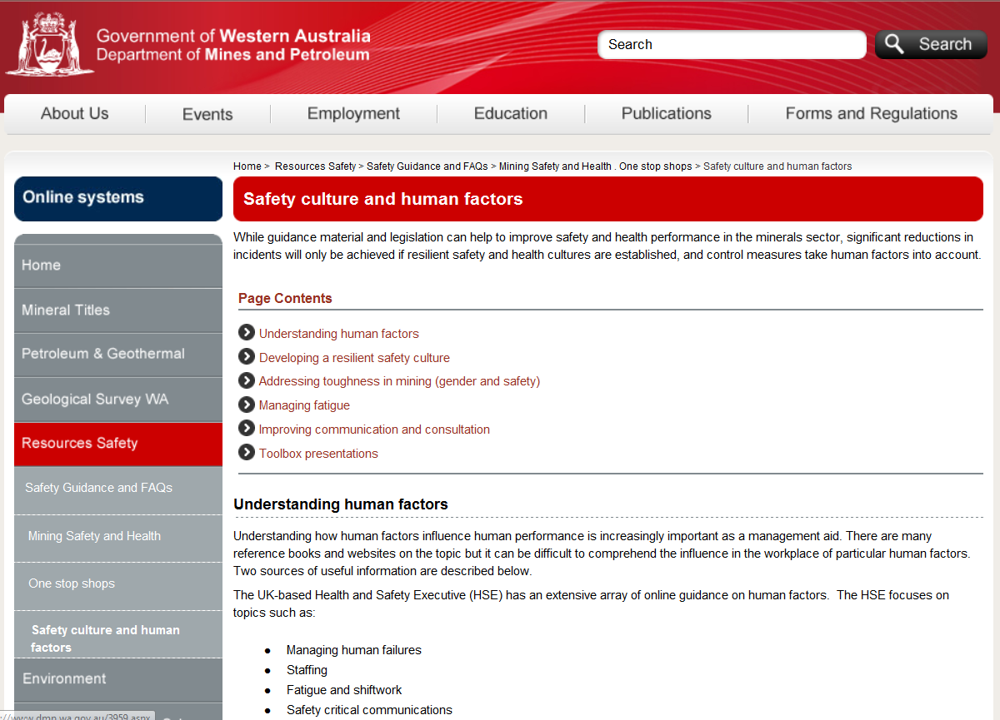 Government of Western Australia
Department of Mines and Petroleum
Search
Search
About Us
Events
Employment
Education
Publications
Forms and Regulations
Home > Resources Safety > Safety Guidance and FAQs > Mining Safety and Health . One stop shops > Safety culture and human factors
Online systems
Home
Mineral Titles
Petroleum & Geothermal
Geological Survey WA
Resources Safety
Safety Guidance and FAQs
Mining Safety and Health
One stop shops
Safety culture and human
factors
Environment
://www.dmp.wa.gov.au/3959.aspx
Safety culture and human factors
While guidance material and legislation can help to improve safety and health performance in the minerals sector, significant reductions in
incidents will only be achieved if resilient safety and health cultures are established, and control measures take human factors into account.
Page Contents
Understanding human factors
Developing a resilient safety culture
Addressing toughness in mining (gender and safety)
Managing fatigue
Improving communication and consultation
Toolbox presentations
Understanding human factors
Understanding how human factors influence human performance is increasingly important as a management aid. There are many
reference books and websites on the topic but it can be difficult to comprehend the influence in the workplace of particular human factors.
Two sources of useful information are described below.
The UK-based Health and Safety Executive (HSE) has an extensive array of online guidance on human factors.  The HSE focuses on
topics such as:
● Managing human failures
● Staffing
● Fatigue and shiftwork
● Safety critical communications